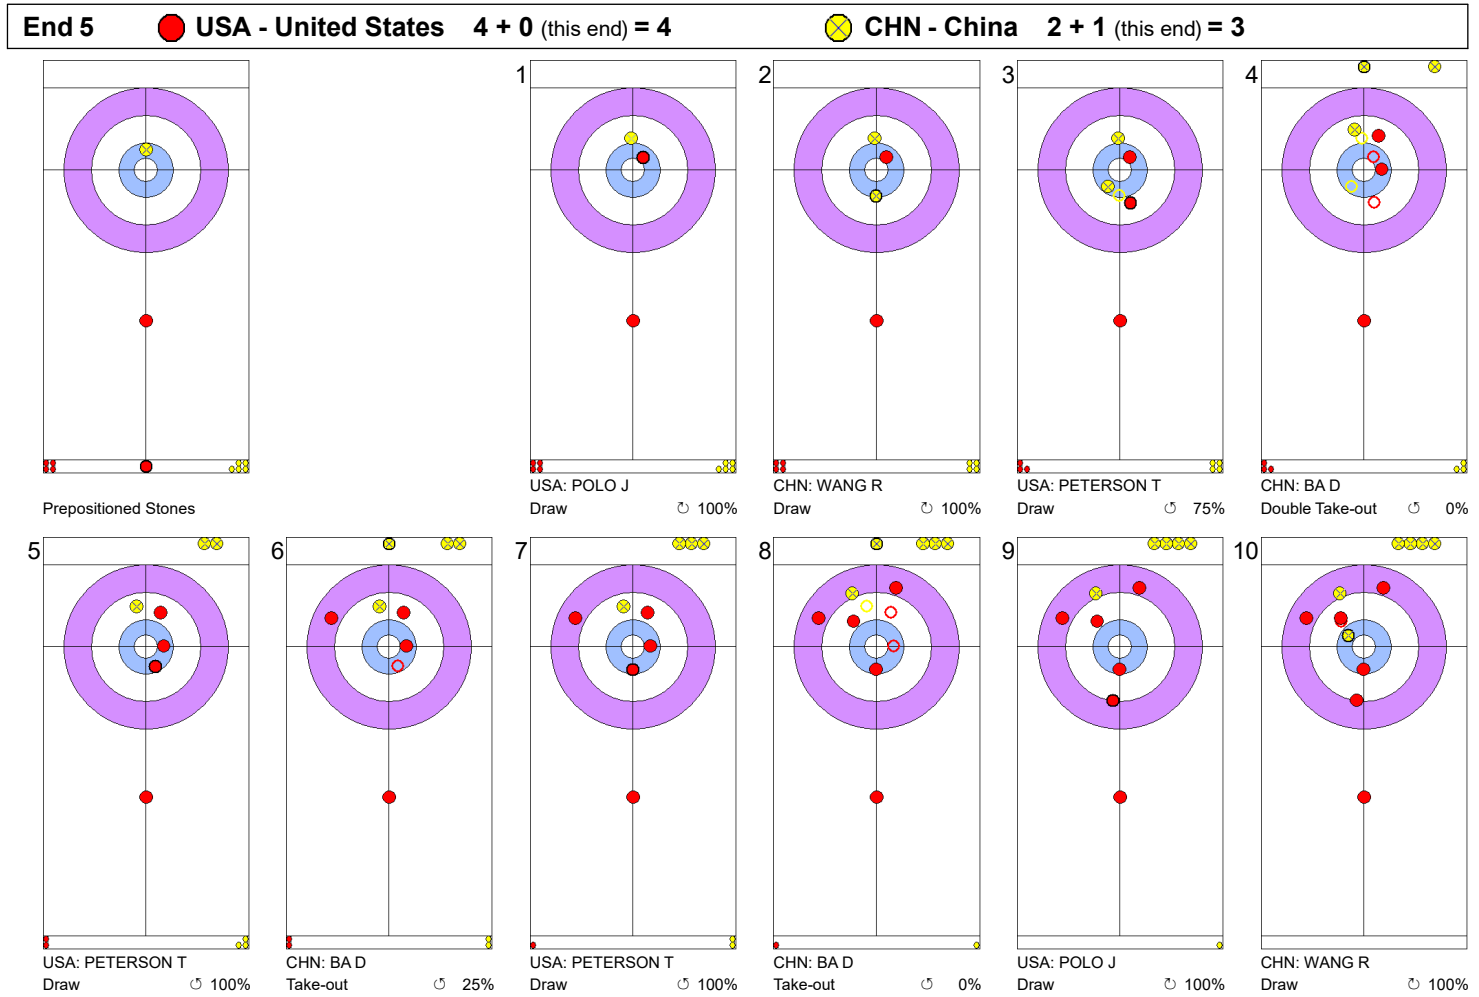 End 5 USA - United States 4 + 0 (this end) = 4 CHN - China 2 + 1 (this end) = 3
1 2 3 4
USA: POLO J CHN: WANG R USA: PETERSON T CHN: BA D
Prepositioned Stones Draw ↻ 100% Draw ↻ 100% Draw ↺ 75% Double Take-out ↺ 0%
5 6 7 8 9 10
USA: PETERSON T CHN: BA D USA: PETERSON T CHN: BA D USA: POLO J CHN: WANG R
Draw ↺ 100% Take-out ↺ 25% Draw ↻ 100% Take-out ↺ 0% Draw ↺ 100% Draw ↻ 100%